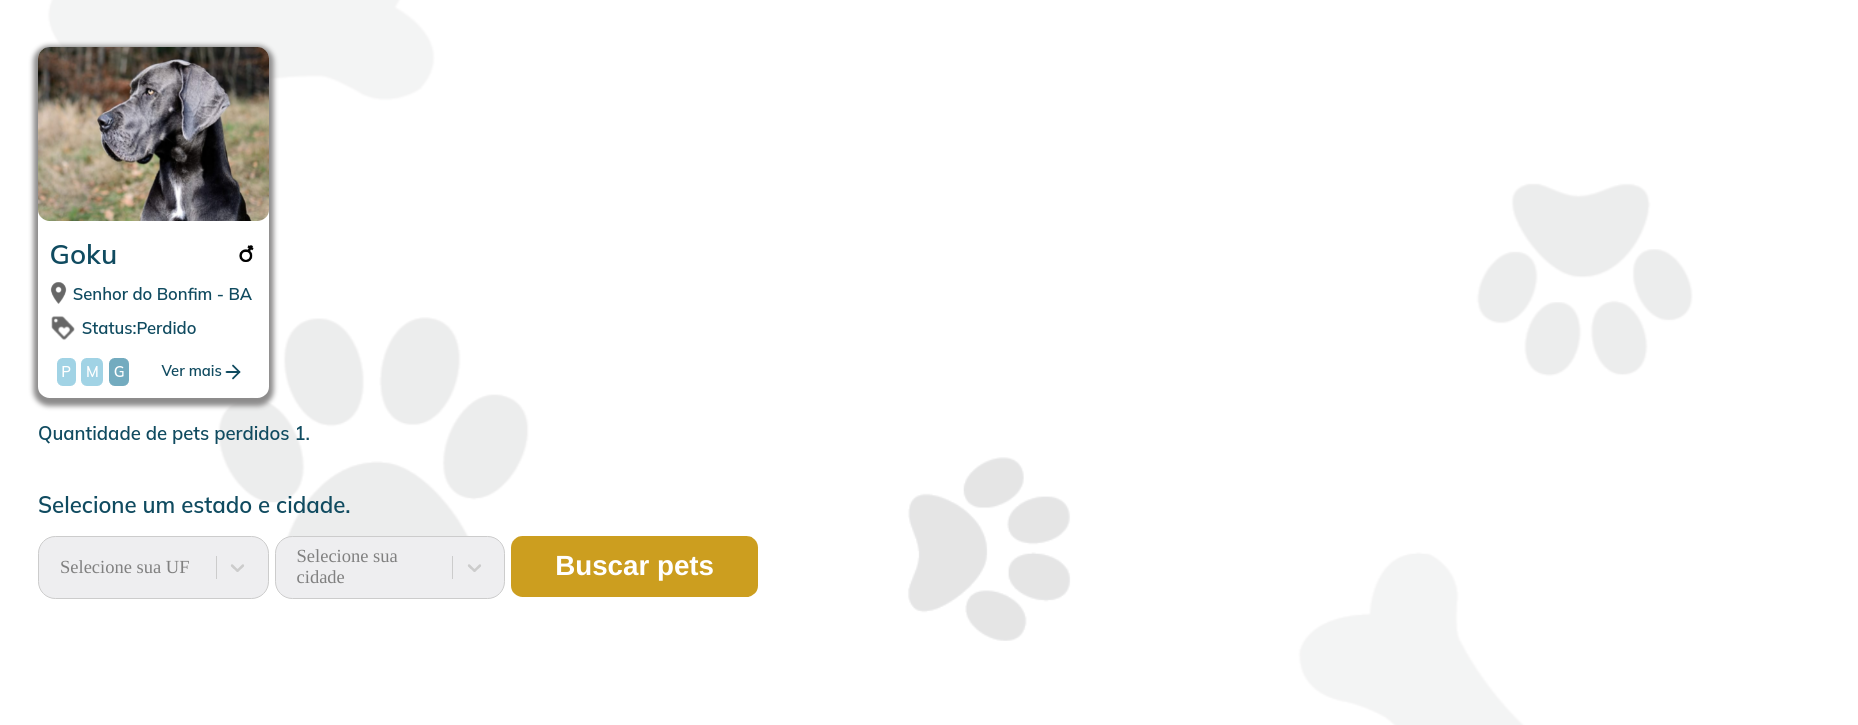 Goku
Senhor do Bonfim - BA
Status:Perdido
P M G Ver mais
Quantidade de pets perdidos 1.
Selecione um estado e cidade.
Selecione sua UF
Selecione sua
cidade
Buscar pets